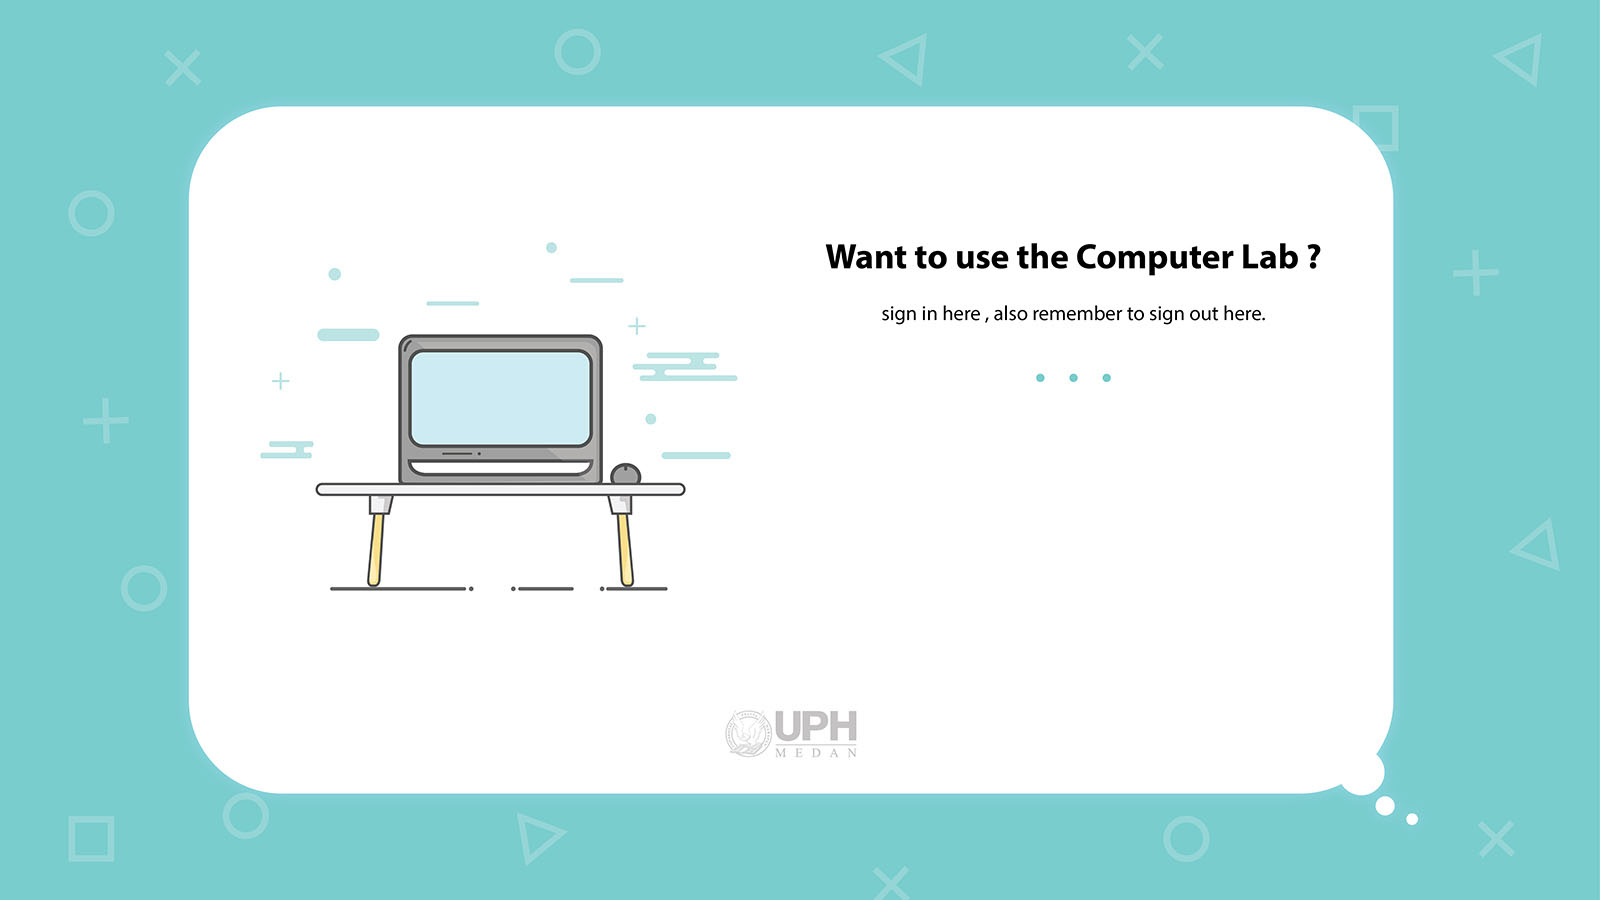 Want to use the Computer Lab ?
sign in here , also remember to sign out here.
UPH
MEDAN